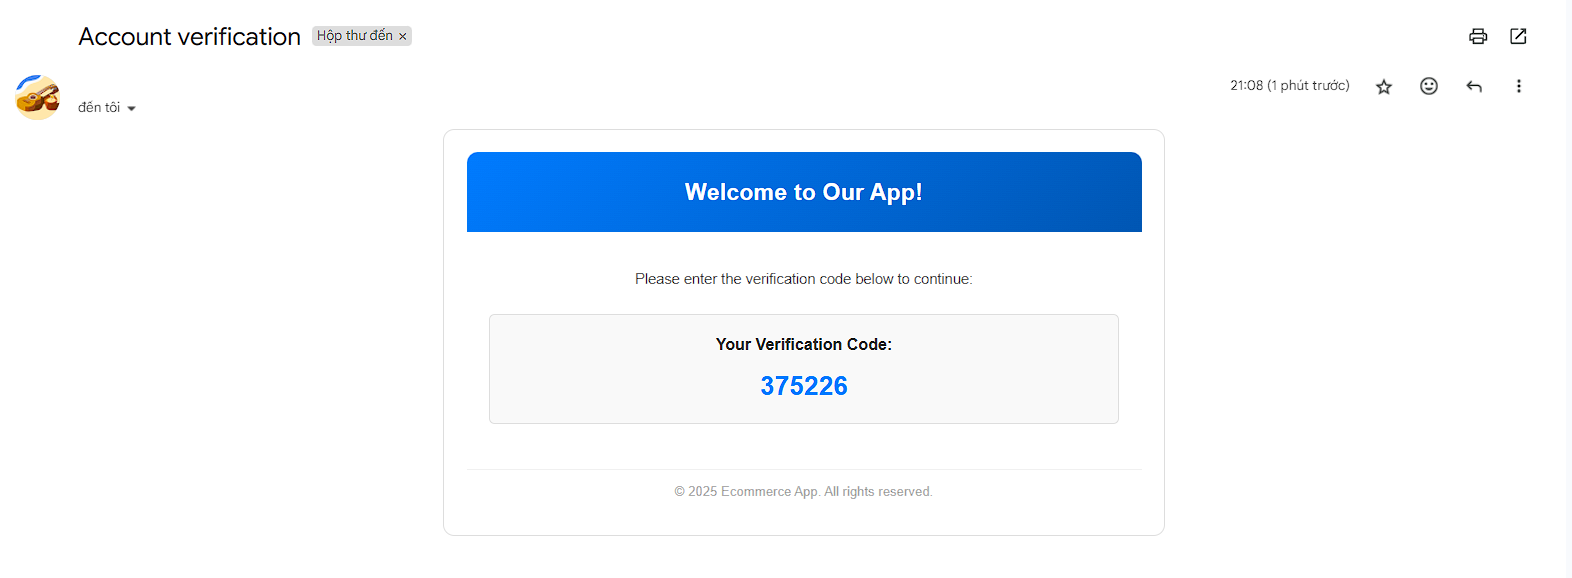 Account verification Hộp thư đến ×
21:08 (1 phút trước)
đến tôi
Welcome to Our App!
Please enter the verification code below to continue:
Your Verification Code:
375226
© 2025 Ecommerce App. All rights reserved.